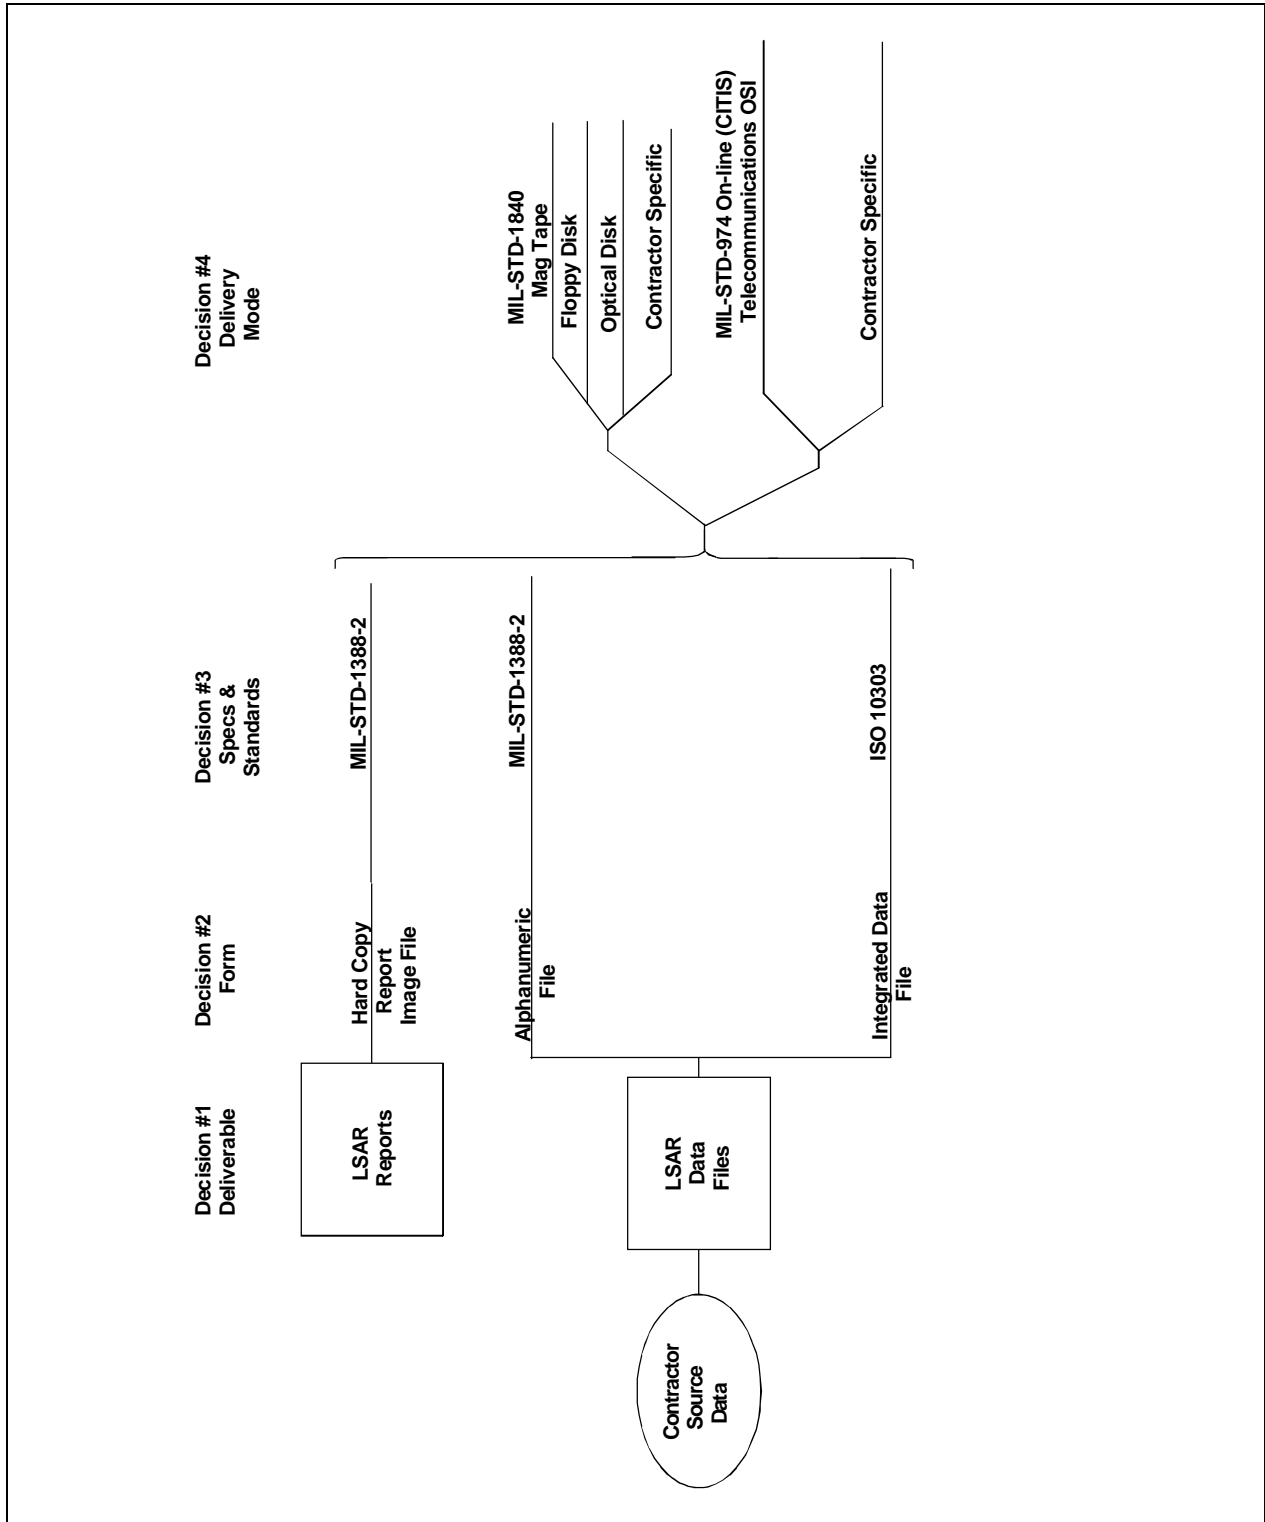 Decision #1
Deliverable
Decision #2
Form
Decision #3
Specs &
Standards
Decision #4
Delivery
Mode
LSAR
Reports
Hard Copy
Report
Image File
MIL-STD-1388-2
Contractor
Source
Data
LSAR
Data
Files
Alphanumeric
File
MIL-STD-1388-2
Integrated Data
File
ISO 10303
MIL-STD-1840
Mag Tape
Floppy Disk
Optical Disk
Contractor Specific
MIL-STD-974 On-line (CITIS)
Telecommunications OSI
Contractor Specific